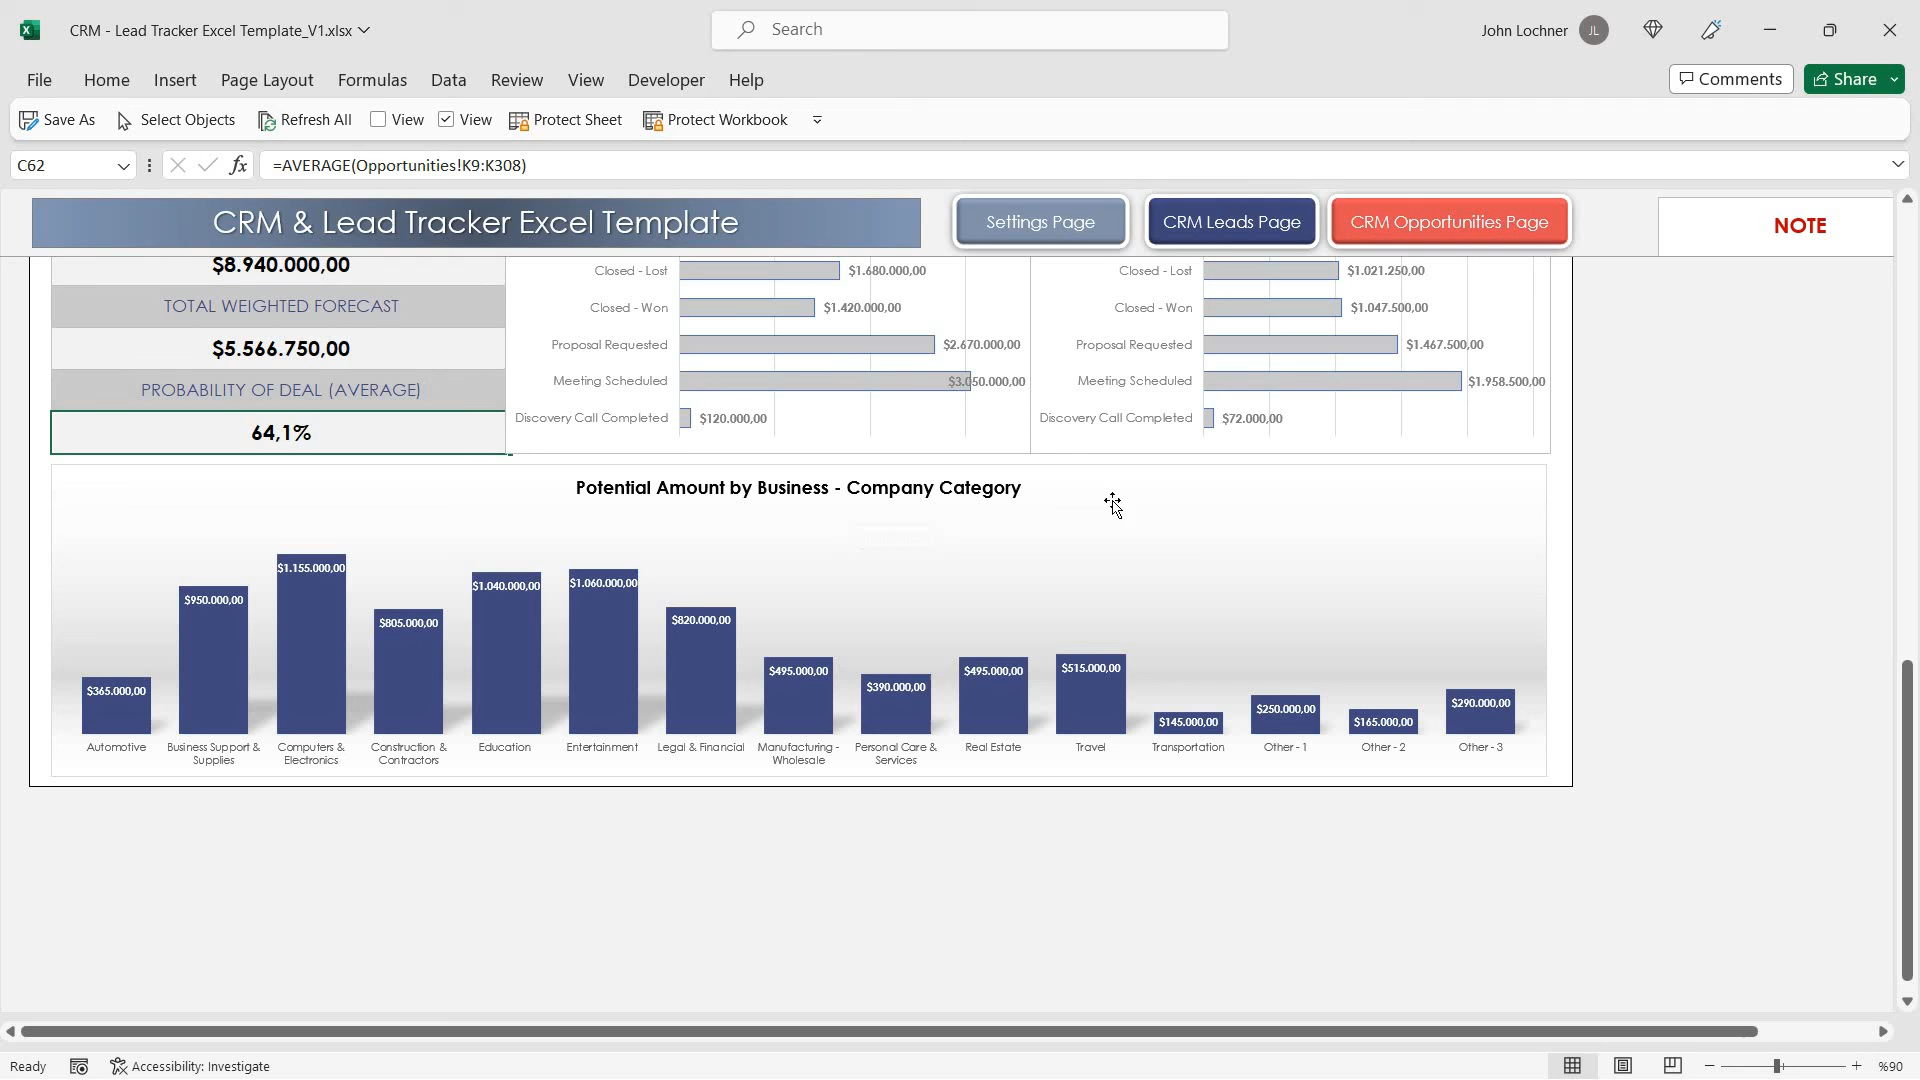 CRM - Lead Tracker Excel Template_V1.xlsx
Search
John Lochner
JL
File Home Insert Page Layout Formulas Data Review View Developer Help
Comments
Share
Save As Select Objects Refresh All View View Protect Sheet Protect Workbook
C62
fx
=AVERAGE(Opportunities!K9:K308)
CRM & Lead Tracker Excel Template
Settings Page
CRM Leads Page
CRM Opportunities Page
NOTE
$8.940.000,00
TOTAL WEIGHTED FORECAST
$5.566.750,00
PROBABILITY OF DEAL (AVERAGE)
64,1%
Closed - Lost $1.680.000,00
Closed - Won $1.420.000,00
Proposal Requested $2.670.000,00
Meeting Scheduled $3.050.000,00
Discovery Call Completed $120.000,00
Closed - Lost $1.021.250,00
Closed - Won $1.047.500,00
Proposal Requested $1.467.500,00
Meeting Scheduled $1.958.500,00
Discovery Call Completed $72.000,00
Potential Amount by Business - Company Category
$365.000,00
$950.000,00
$1.155.000,00
$805.000,00
$1.040.000,00
$1.060.000,00
$820.000,00
$495.000,00
$390.000,00
$495.000,00
$515.000,00
$145.000,00
$250.000,00
$165.000,00
$290.000,00
Automotive
Business Support &
Supplies
Computers &
Electronics
Construction &
Contractors
Education
Entertainment
Legal & Financial
Manufacturing -
Wholesale
Personal Care &
Services
Real Estate
Travel
Transportation
Other - 1
Other - 2
Other - 3
Ready
Accessibility: Investigate
%90